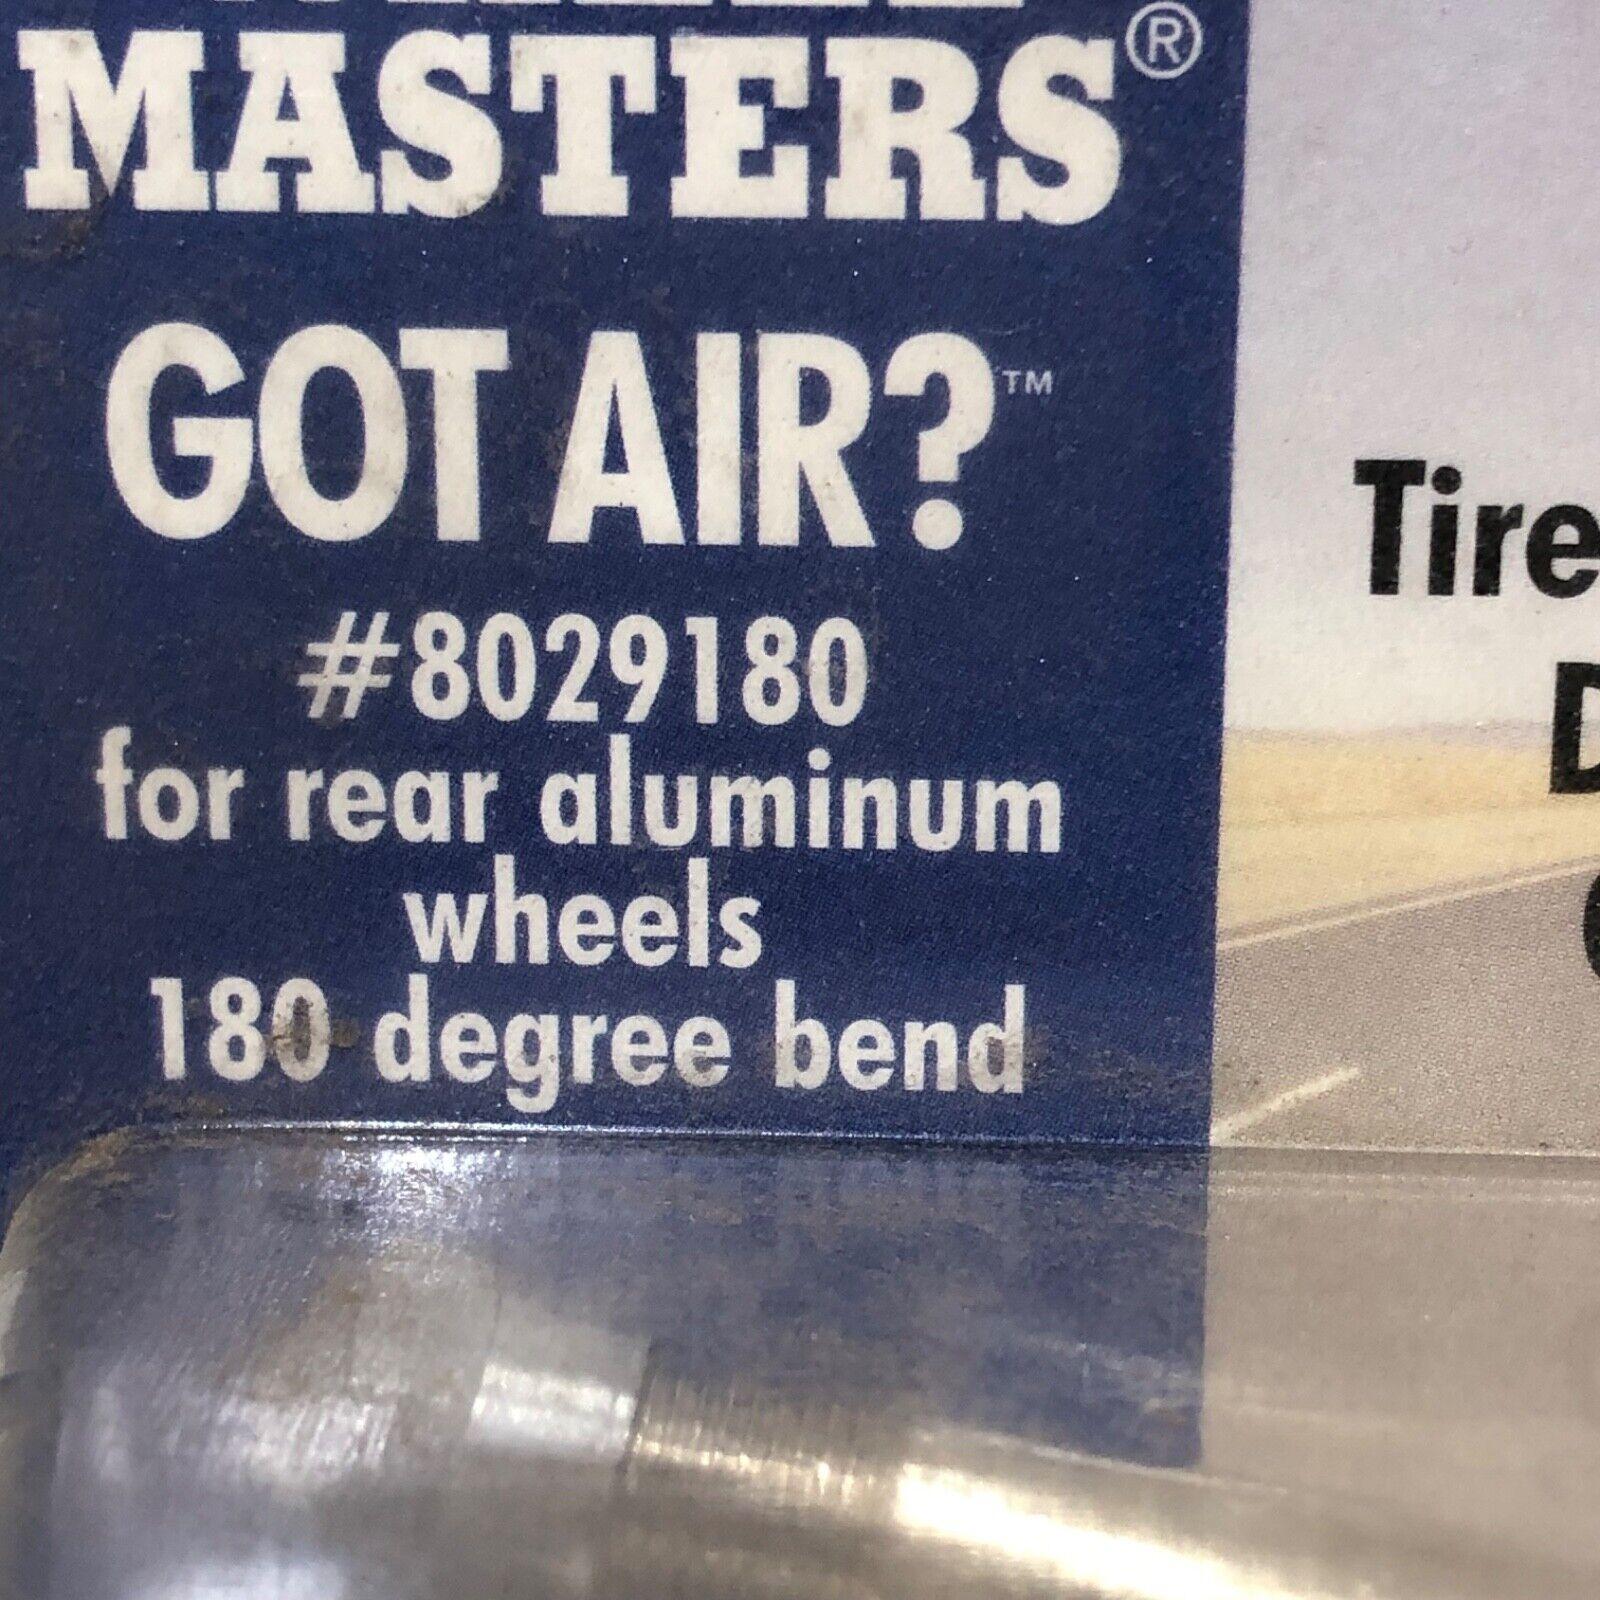 MASTERS®
GOT AIR?™
#8029180
for rear aluminum
wheels
180 degree bend
Tire